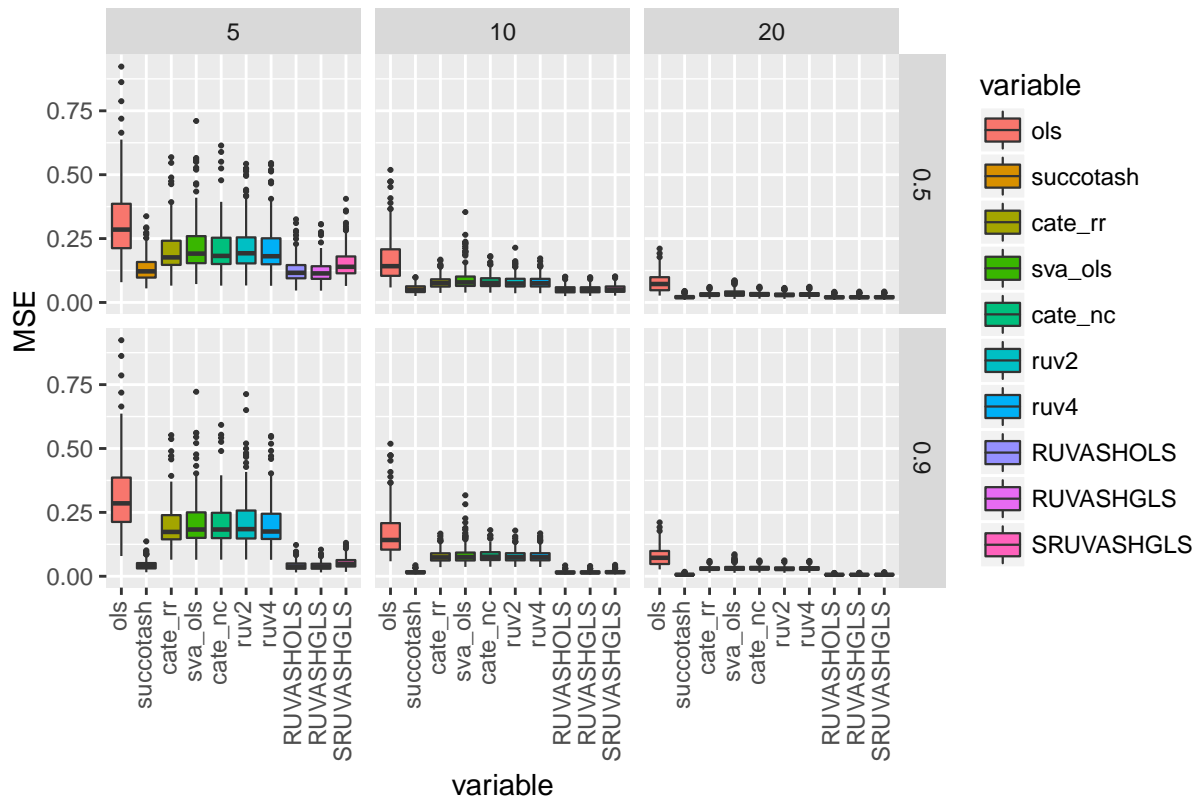 5
10
20
0.5
0.9
MSE
0.75
0.50
0.25
0.00
0.75
0.50
0.25
0.00
ols
succotash
cate_rr
sva_ols
cate_nc
ruv2
ruv4
RUVASHOLS
RUVASHGLS
SRUVASHGLS
ols
succotash
cate_rr
sva_ols
cate_nc
ruv2
ruv4
RUVASHOLS
RUVASHGLS
SRUVASHGLS
ols
succotash
cate_rr
sva_ols
cate_nc
ruv2
ruv4
RUVASHOLS
RUVASHGLS
SRUVASHGLS
variable
variable
ols
succotash
cate_rr
sva_ols
cate_nc
ruv2
ruv4
RUVASHOLS
RUVASHGLS
SRUVASHGLS